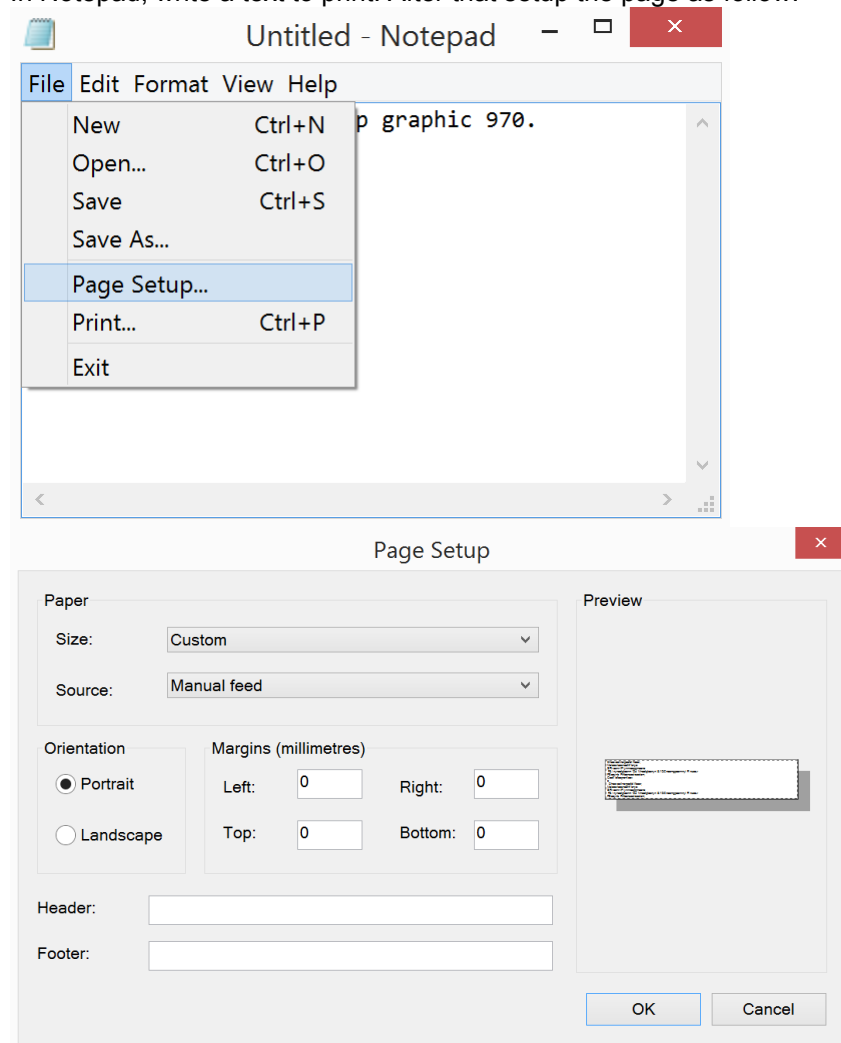 Untitled - Notepad
File Edit Format View Help
New Ctrl+N
p graphic 970.
Open... Ctrl+O
Save Ctrl+S
Save As...
Page Setup...
Print... Ctrl+P
Exit
Page Setup
Paper
Size: Custom
Source: Manual feed
Orientation
Portrait
Landscape
Margins (millimetres)
Left: 0 Right: 0
Top: 0 Bottom: 0
Header:
Footer:
Preview
OK Cancel